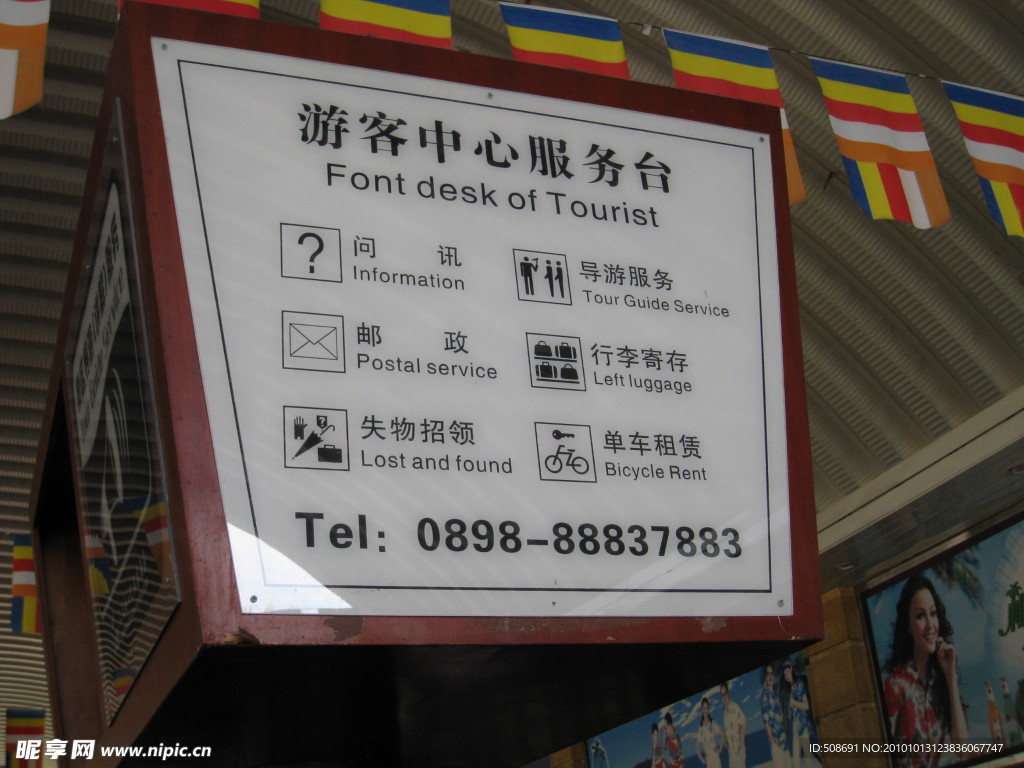 游客中心服务台
Font desk of Tourist
问 讯
Information
导游服务
Tour Guide Service
邮 政
Postal service
行李寄存
Left luggage
失物招领
Lost and found
单车租赁
Bicycle Rent
Tel: 0898-88837883
昵享网 www.nipic.cn
ID:508691 NO:20101013123836067747